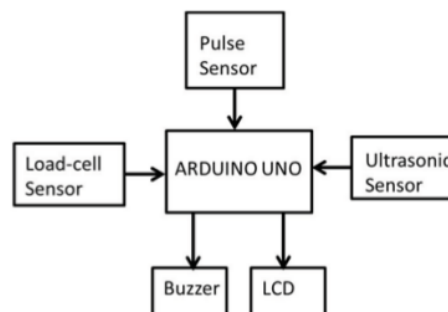 Pulse
Sensor
Load-cell
Sensor
ARDUINO UNO
Ultrasonic
Sensor
Buzzer
LCD